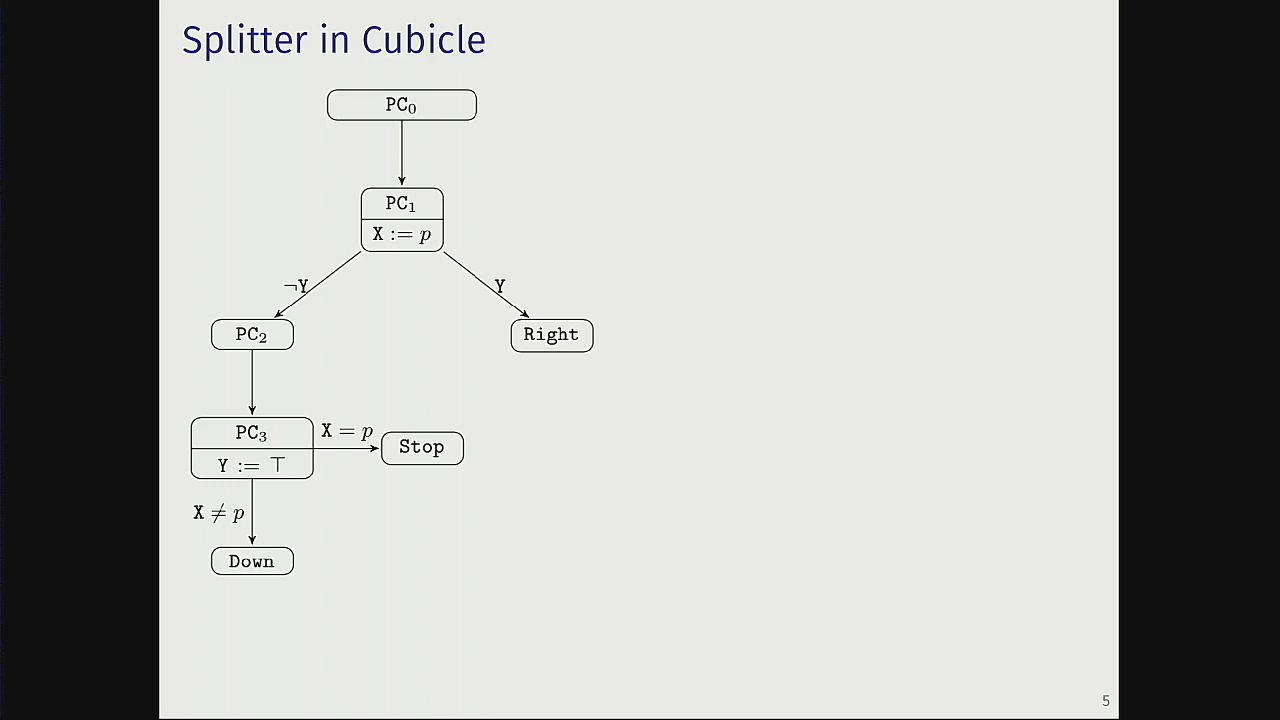 Splitter in Cubicle
PC₀
PC₁
X := p
¬Y
Y
PC₂
Right
PC₃
X = p
Stop
Y := ⊤
X ≠ p
Down
5